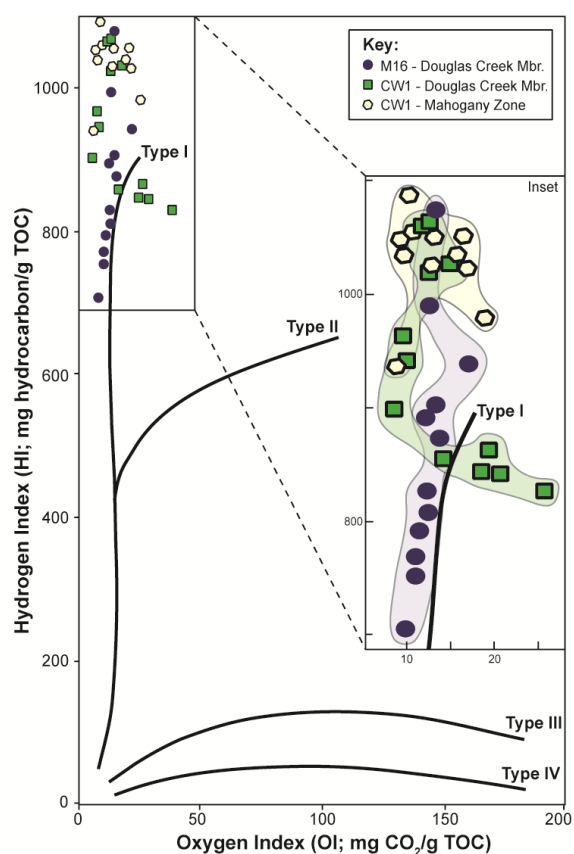 Key:
M16 - Douglas Creek Mbr.
CW1 - Douglas Creek Mbr.
CW1 - Mahogany Zone
Inset
1000
800
10
20
Type I
Type I
Type II
Type III
Type IV
Hydrogen Index (HI; mg hydrocarbon/g TOC)
1000
800
600
400
200
0
0
50
100
150
200
Oxygen Index (OI; mg CO₂/g TOC)